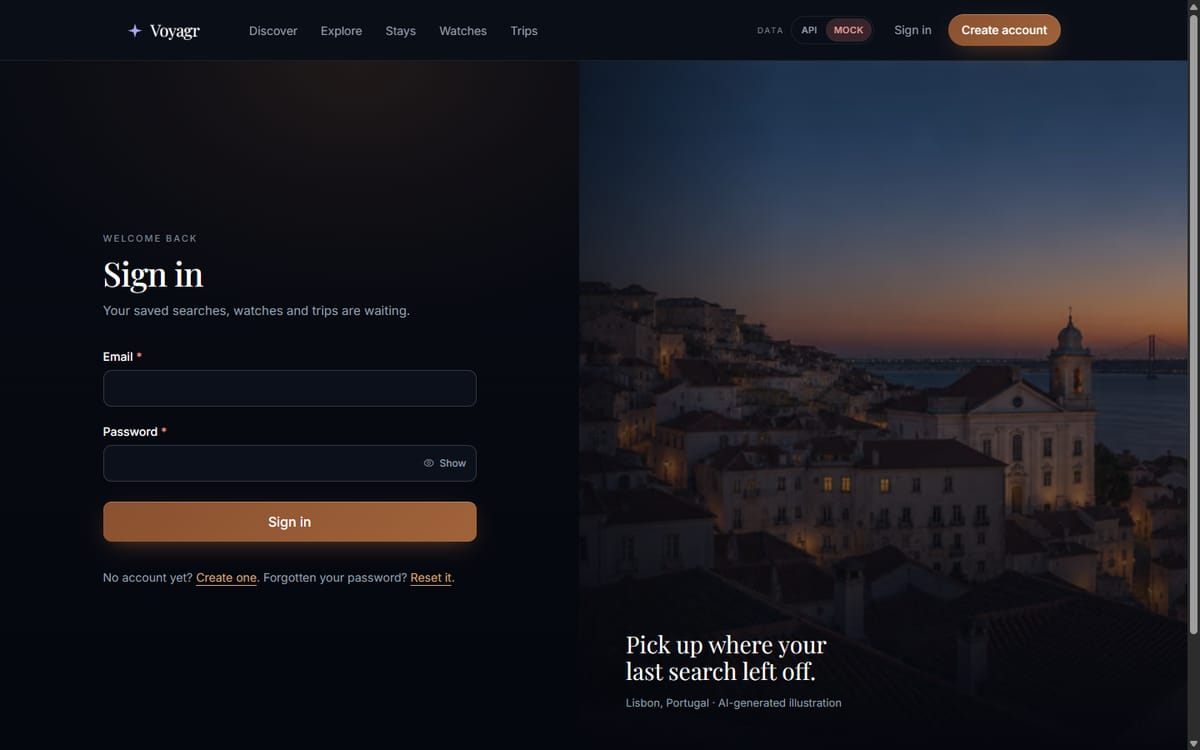 Voyagr
Discover
Explore
Stays
Watches
Trips
DATA
API
MOCK
Sign in
Create account
WELCOME BACK
Sign in
Your saved searches, watches and trips are waiting.
Email *
Password *
Show
Sign in
No account yet? Create one. Forgotten your password? Reset it.
Pick up where your
last search left off.
Lisbon, Portugal · AI-generated illustration